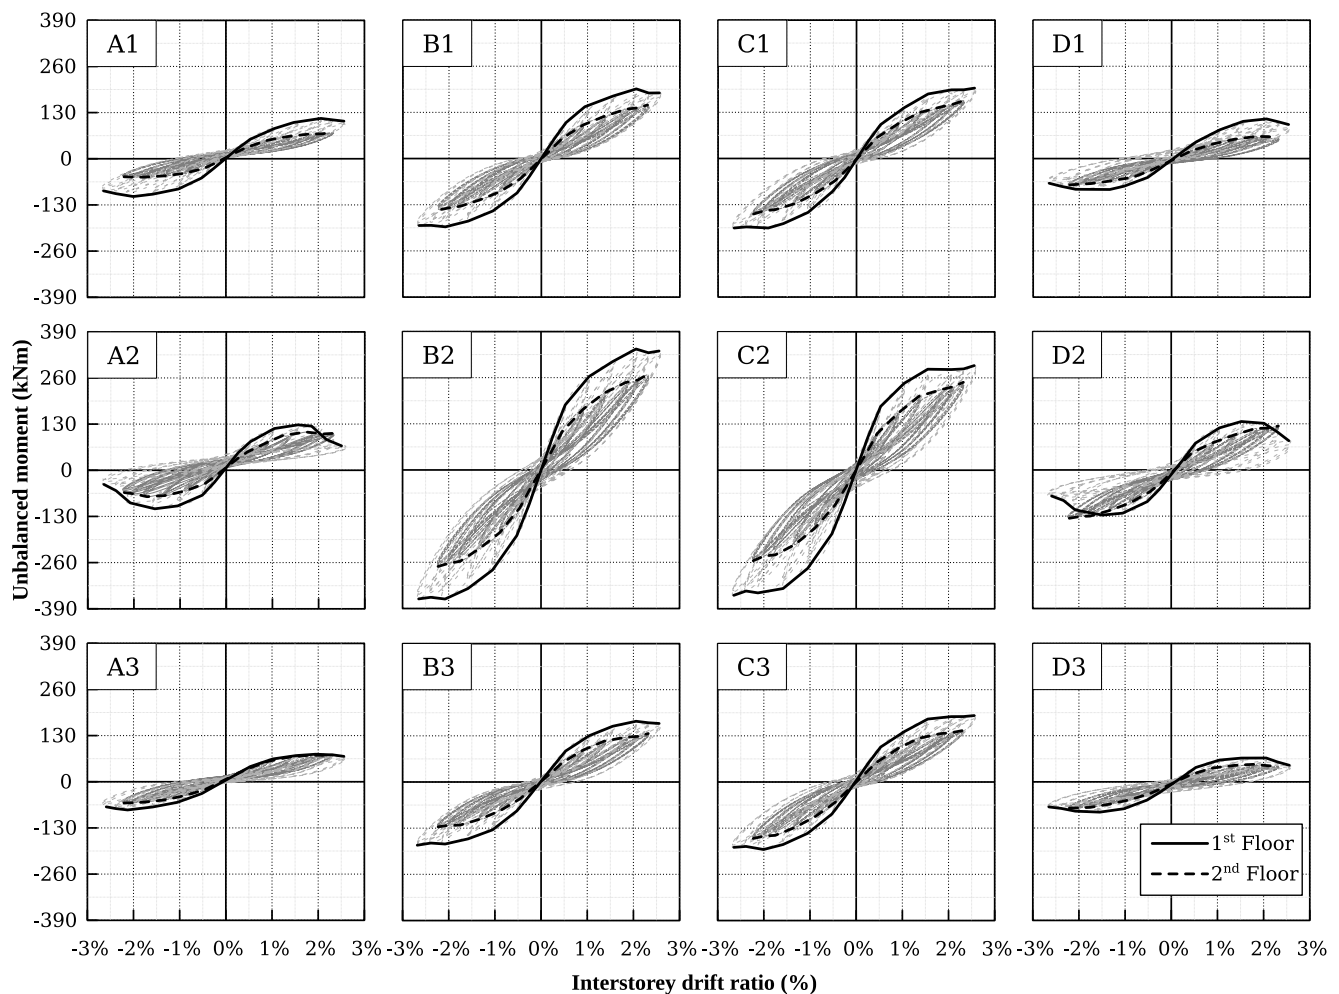 390
260
130
0
-130
-260
-390
A1
B1
C1
D1
390
260
130
0
-130
-260
-390
A2
B2
C2
D2
390
260
130
0
-130
-260
-390
A3
B3
C3
D3
Unbalanced moment (kNm)
1st Floor
2nd Floor
-3% -2% -1% 0% 1% 2% 3% -2% -1% 0% 1% 2% 3% -2% -1% 0% 1% 2% -3% -2% -1% 0% 1% 2% 3%
Interstorey drift ratio (%)